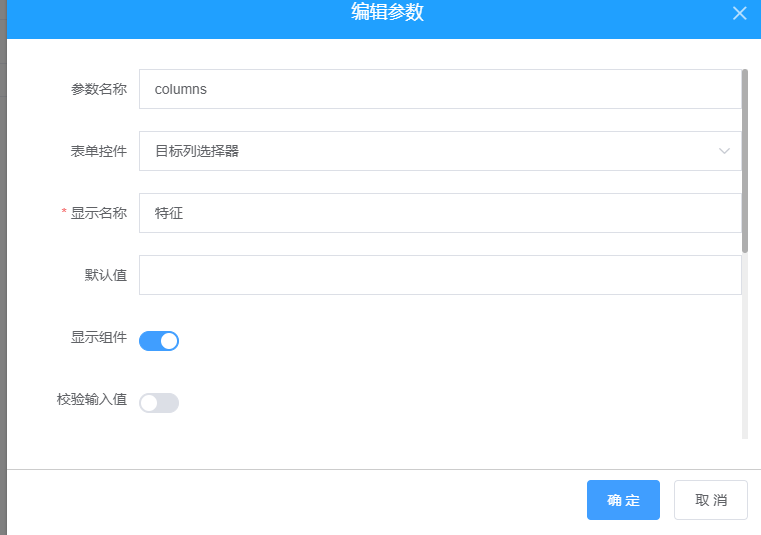 编辑参数
参数名称 columns
表单控件 目标列选择器
* 显示名称 特征
默认值
显示组件
校验输入值
确定 取消